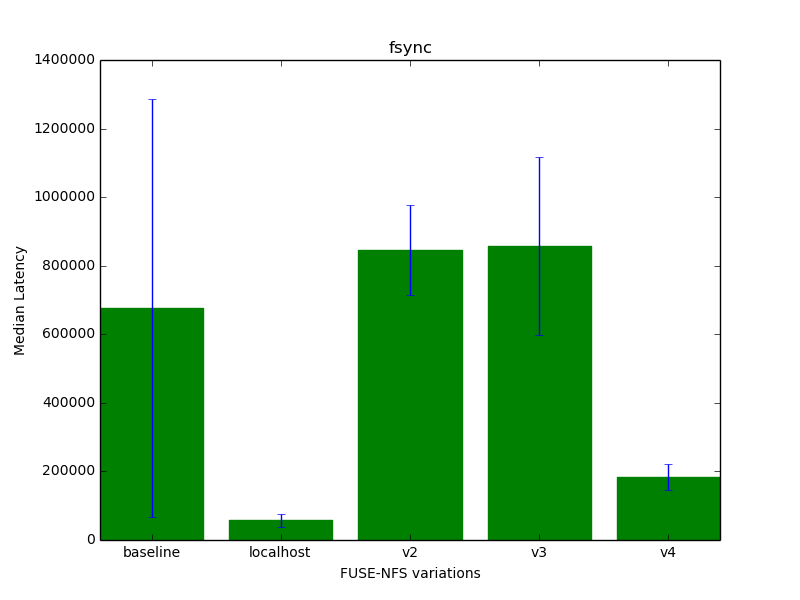 fsync
1400000
1200000
1000000
800000
600000
400000
200000
0
Median Latency
baseline localhost v2 v3 v4
FUSE-NFS variations